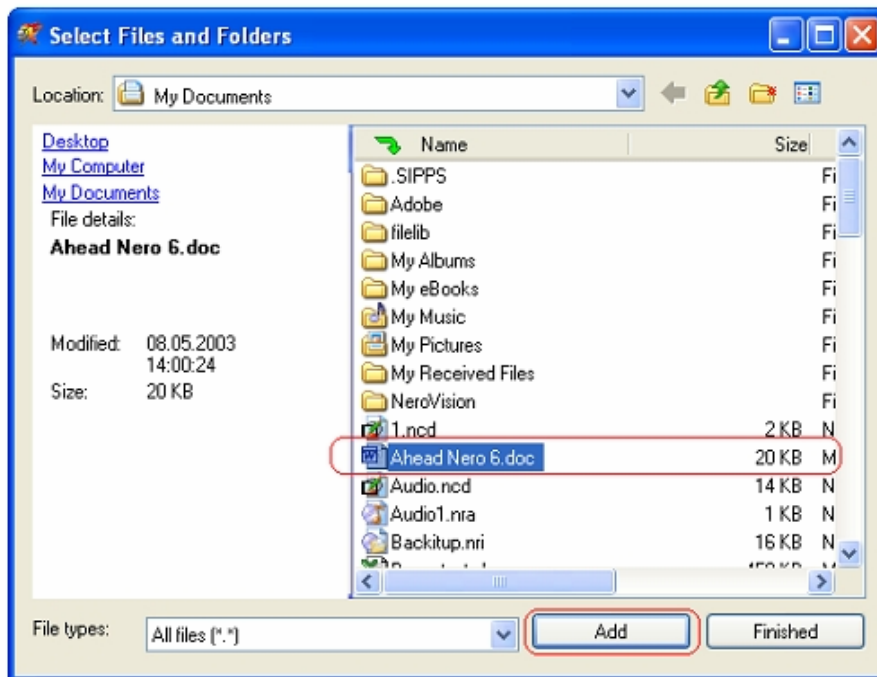 Select Files and Folders
Location: My Documents
Desktop
My Computer
My Documents
File details:
Ahead Nero 6.doc
Modified: 08.05.2003
14:00:24
Size: 20 KB
Name Size
.SIPPS Fi
Adobe Fi
filelib Fi
My Albums Fi
My eBooks Fi
My Music Fi
My Pictures Fi
My Received Files Fi
NeroVision Fi
1.ncd 2 KB N
Ahead Nero 6.doc 20 KB M
Audio.ncd 14 KB N
Audio1.nra 1 KB N
Backitup.nri 16 KB N
File types: All files (*.*) Add Finished